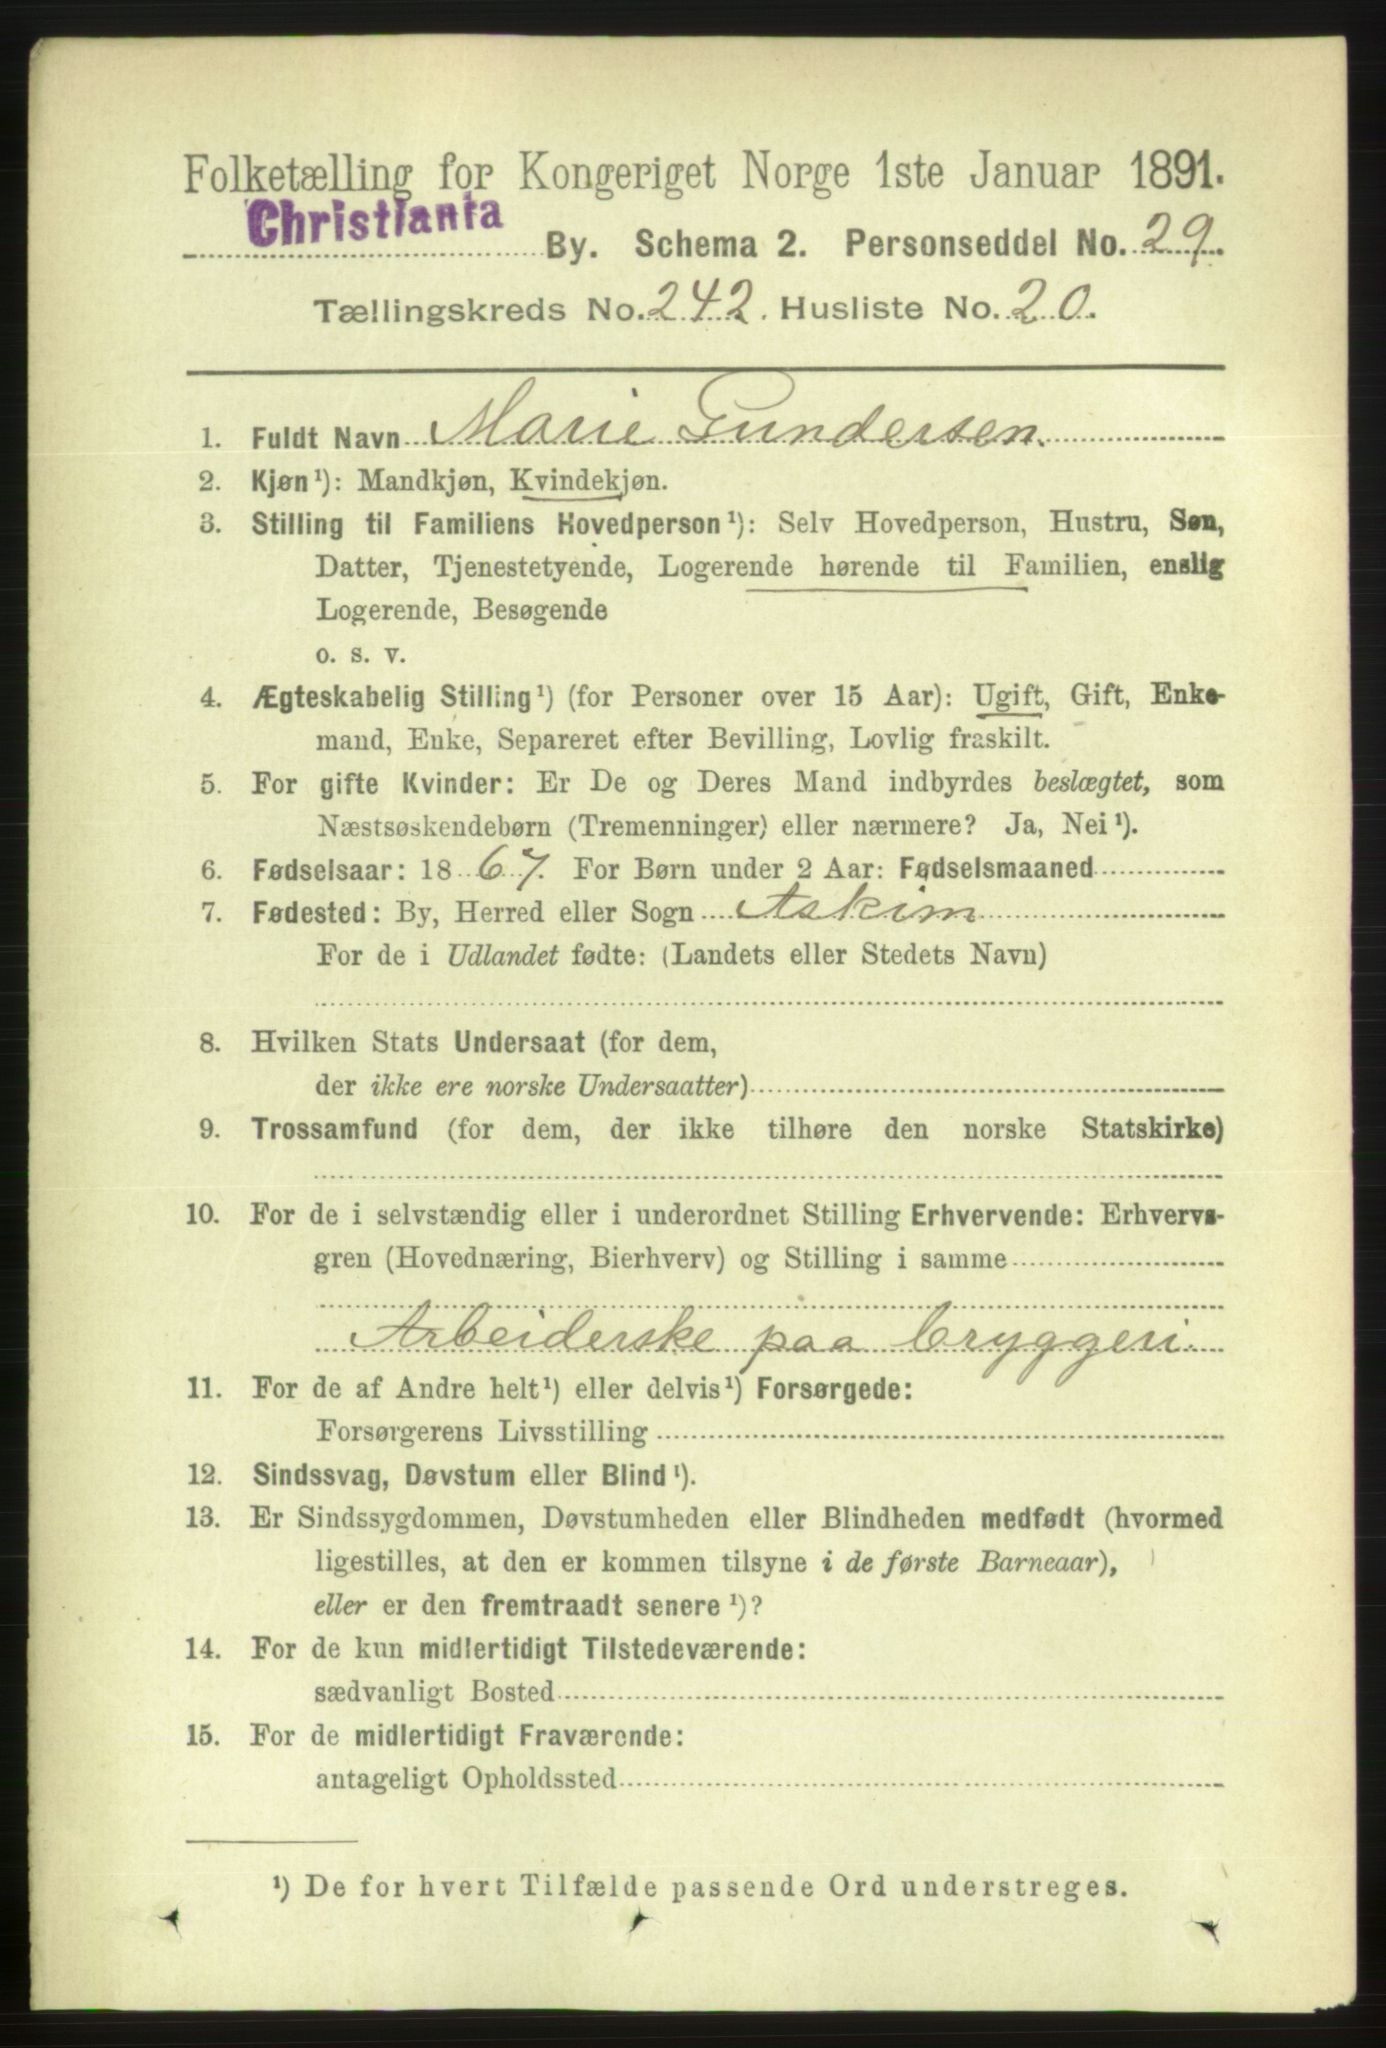 Folketælling for Kongeriget Norge 1ste Januar 1891.
Christiania By. Schema 2. Personseddel No. 29.
Tællingskreds No. 242. Husliste No. 20.
1. Fuldt Navn Marie Gundersen.
2. Kjøn¹): Mandkjøn, Kvindekjøn.
3. Stilling til Familiens Hovedperson¹): Selv Hovedperson, Hustru, Søn,
Datter, Tjenestetyende, Logerende hørende til Familien, enslig
Logerende, Besøgende
o. s. v.
4. Ægteskabelig Stilling¹) (for Personer over 15 Aar): Ugift, Gift, Enke-
mand, Enke, Separeret efter Bevilling, Lovlig fraskilt.
5. For gifte Kvinder: Er De og Deres Mand indbyrdes beslægtet, som
Næstsøskendebørn (Tremenninger) eller nærmere? Ja, Nei¹).
6. Fødselsaar: 1867. For Børn under 2 Aar: Fødselsmaaned
7. Fødested: By, Herred eller Sogn Askim
For de i Udlandet fødte: (Landets eller Stedets Navn)
8. Hvilken Stats Undersaat (for dem,
der ikke ere norske Undersaatter)
9. Trossamfund (for dem, der ikke tilhøre den norske Statskirke)
10. For de i selvstændig eller i underordnet Stilling Erhvervende: Erhvervs-
gren (Hovednæring, Bierhverv) og Stilling i samme
Arbeiderske paa bryggeri.
11. For de af Andre helt¹) eller delvis¹) Forsørgede:
Forsørgerens Livsstilling
12. Sindssvag, Døvstum eller Blind¹).
13. Er Sindssygdommen, Døvstumheden eller Blindheden medfødt (hvormed
ligestilles, at den er kommen tilsyne i de første Barneaar),
eller er den fremtraadt senere¹)?
14. For de kun midlertidigt Tilstedeværende:
sædvanligt Bosted
15. For de midlertidigt Fraværende:
antageligt Opholdssted
¹) De for hvert Tilfælde passende Ord understreges.